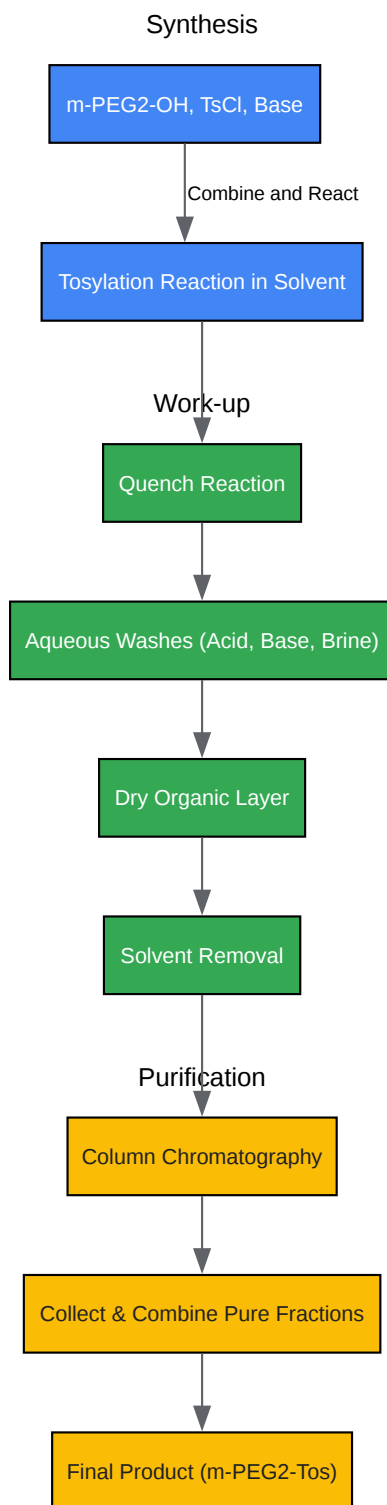 Synthesis
m-PEG2-OH, TsCl, Base
Combine and React
Tosylation Reaction in Solvent
Work-up
Quench Reaction
Aqueous Washes (Acid, Base, Brine)
Dry Organic Layer
Solvent Removal
Purification
Column Chromatography
Collect & Combine Pure Fractions
Final Product (m-PEG2-Tos)